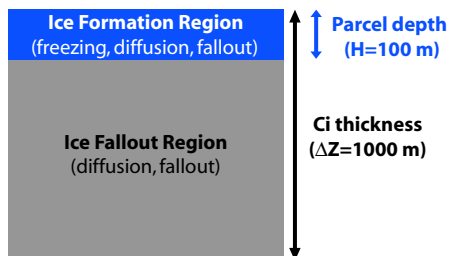 Ice Formation Region
(freezing, diffusion, fallout)
Parcel depth
(H=100 m)
Ice Fallout Region
(diffusion, fallout)
Ci thickness
(ΔZ=1000 m)